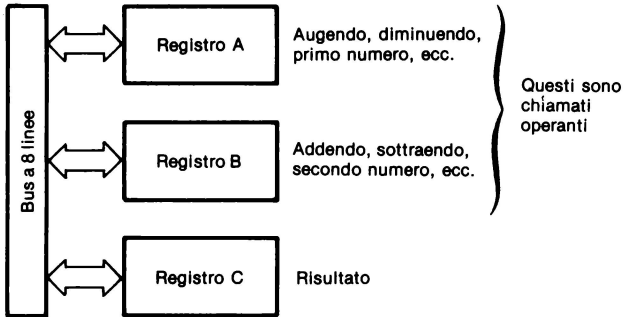 Bus a 8 linee
Registro A
Augendo, diminuendo,
primo numero, ecc.
Questi sono
chiamati
operanti
Registro B
Addendo, sottraendo,
secondo numero, ecc.
Registro C
Risultato